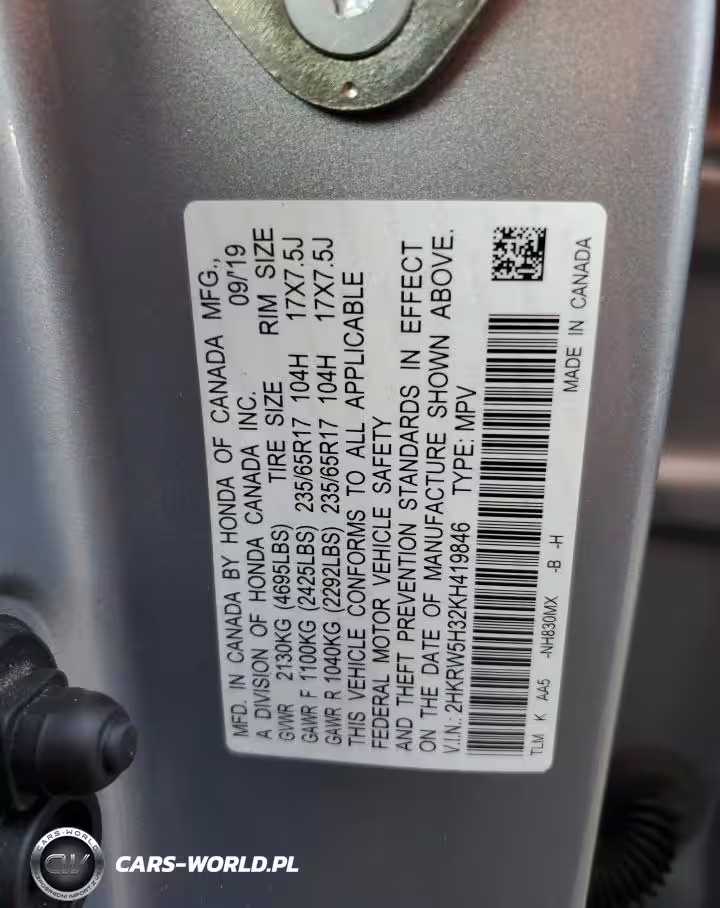 MFD. IN CANADA BY HONDA OF CANADA MFG.,
A DIVISION OF HONDA CANADA INC. 09/'19
GVWR 2130KG (4695LBS) TIRE SIZE RIM SIZE
GAWR F 1100KG (2425LBS) 235/65R17 104H 17X7.5J
GAWR R 1040KG (2292LBS) 235/65R17 104H 17X7.5J
THIS VEHICLE CONFORMS TO ALL APPLICABLE
FEDERAL MOTOR VEHICLE SAFETY
AND THEFT PREVENTION STANDARDS IN EFFECT
ON THE DATE OF MANUFACTURE SHOWN ABOVE.
V.I.N.: 2HKRW5H32KH419846 TYPE: MPV
TLM K AA5 -NH830MX -B -H
MADE IN CANADA
CARS-WORLD
CW
CARS-WORLD.PL